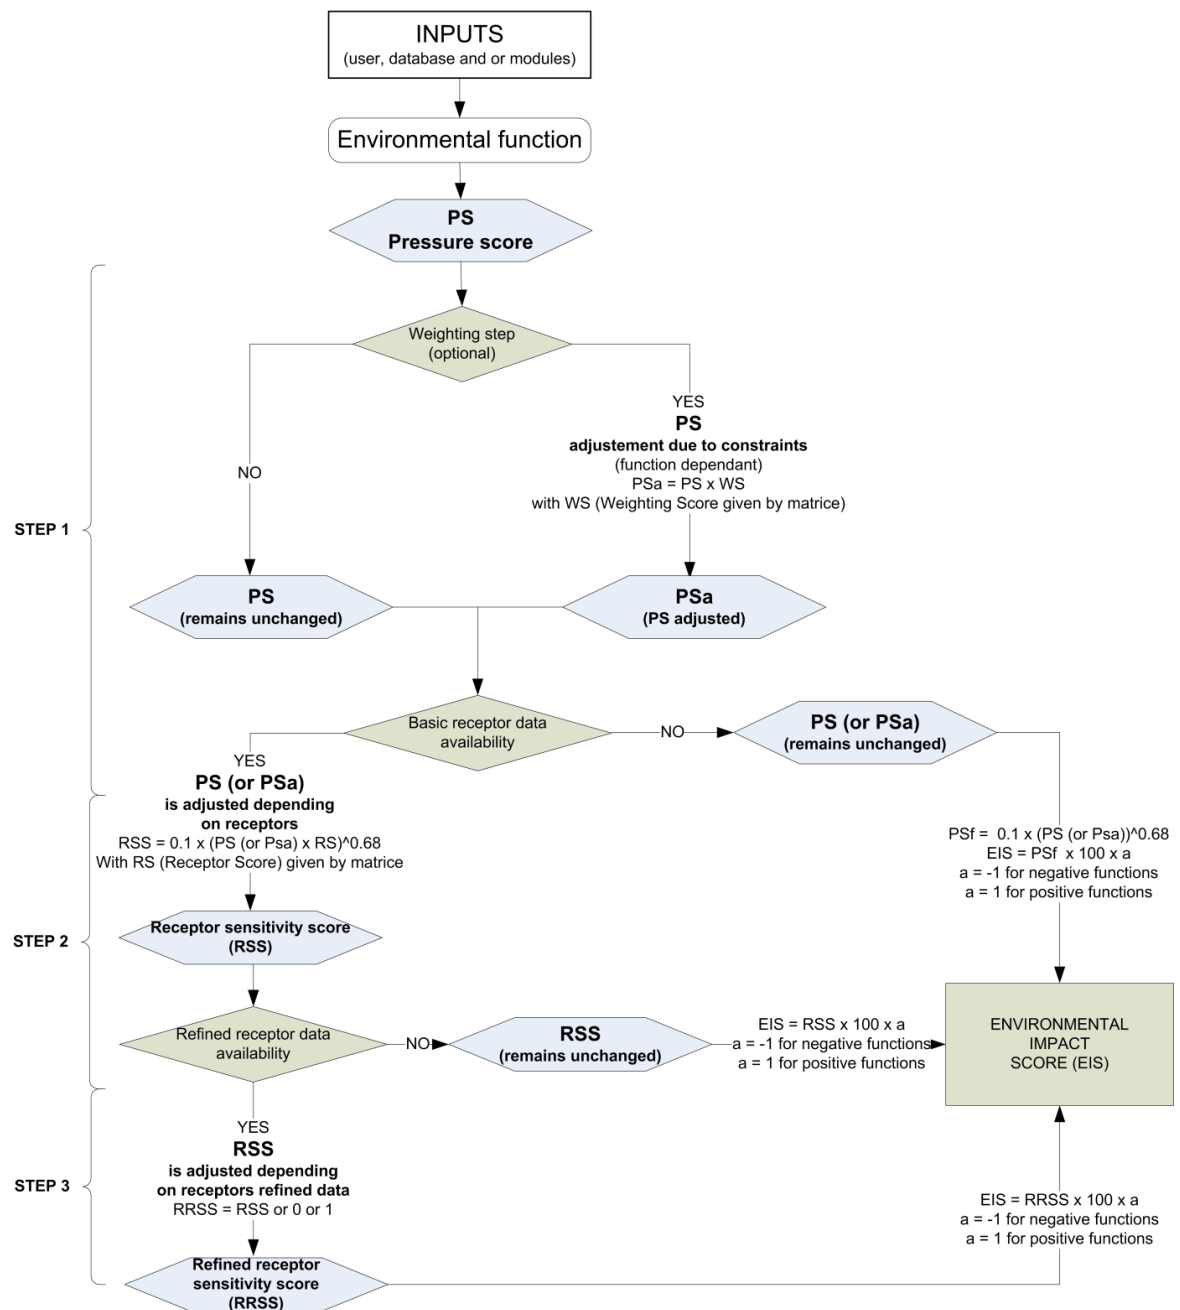 INPUTS
(user, database and or modules)
Environmental function
PS
Pressure score
Weighting step
(optional)
YES
PS
adjustement due to constraints
(function dependant)
PSa = PS x WS
with WS (Weighting Score given by matrice)
NO
STEP 1
PS
(remains unchanged)
PSa
(PS adjusted)
Basic receptor data
availability
NO
PS (or PSa)
(remains unchanged)
YES
PS (or PSa)
is adjusted depending
on receptors
RSS = 0.1 x (PS (or Psa) x RS)^0.68
With RS (Receptor Score) given by matrice
PSf =  0.1 x (PS (or Psa))^0.68
EIS = PSf  x 100 x a
a = -1 for negative functions
a = 1 for positive functions
STEP 2
Receptor sensitivity score
(RSS)
Refined receptor data
availability
NO
RSS
(remains unchanged)
EIS = RSS x 100 x a
a = -1 for negative functions
a = 1 for positive functions
ENVIRONMENTAL
IMPACT
SCORE (EIS)
STEP 3
YES
RSS
is adjusted depending
on receptors refined data
RRSS = RSS or 0 or 1
EIS = RRSS x 100 x a
a = -1 for negative functions
a = 1 for positive functions
Refined receptor
sensitivity score
(RRSS)